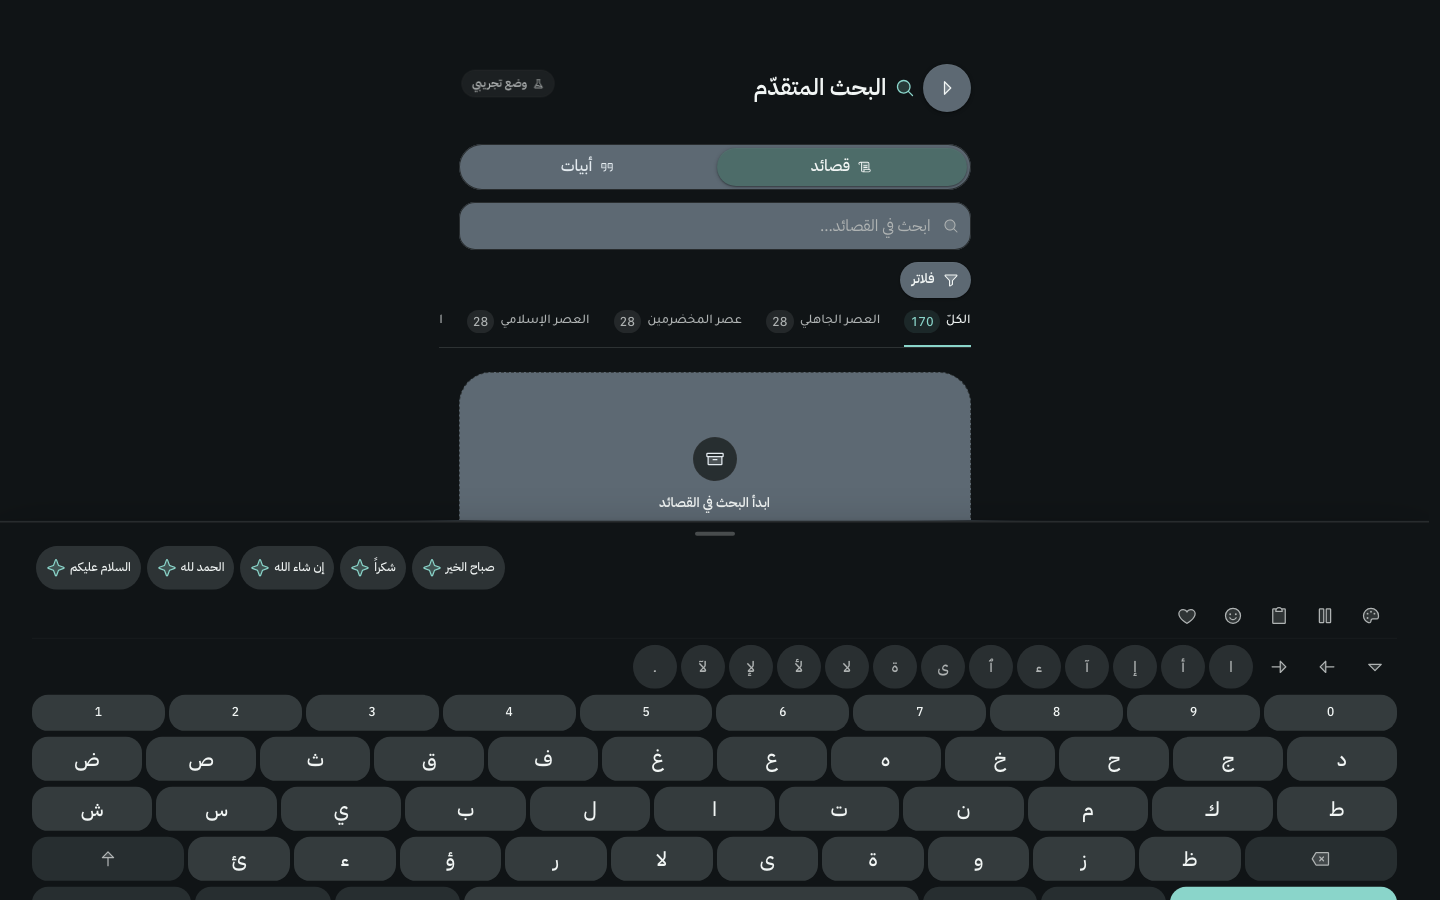 البحث المتقدّم
وضع تجريبي
قصائد
أبيات
ابحث في القصائد...
فلاتر
الكلّ 170 العصر الجاهلي 28 عصر المخضرمين 28 العصر الإسلامي 28 ا
ابدأ البحث في القصائد
السلام عليكم الحمد لله إن شاء الله شكراً صباح الخير
ا أ إ آ ء ٱ ى ة لا لأ لإ لآ .
1 2 3 4 5 6 7 8 9 0
ض ص ث ق ف غ ع ه خ ح ج د
ش س ي ب ل ا ت ن م ك ط
ئ ء ؤ ر لا ى ة و ز ظ